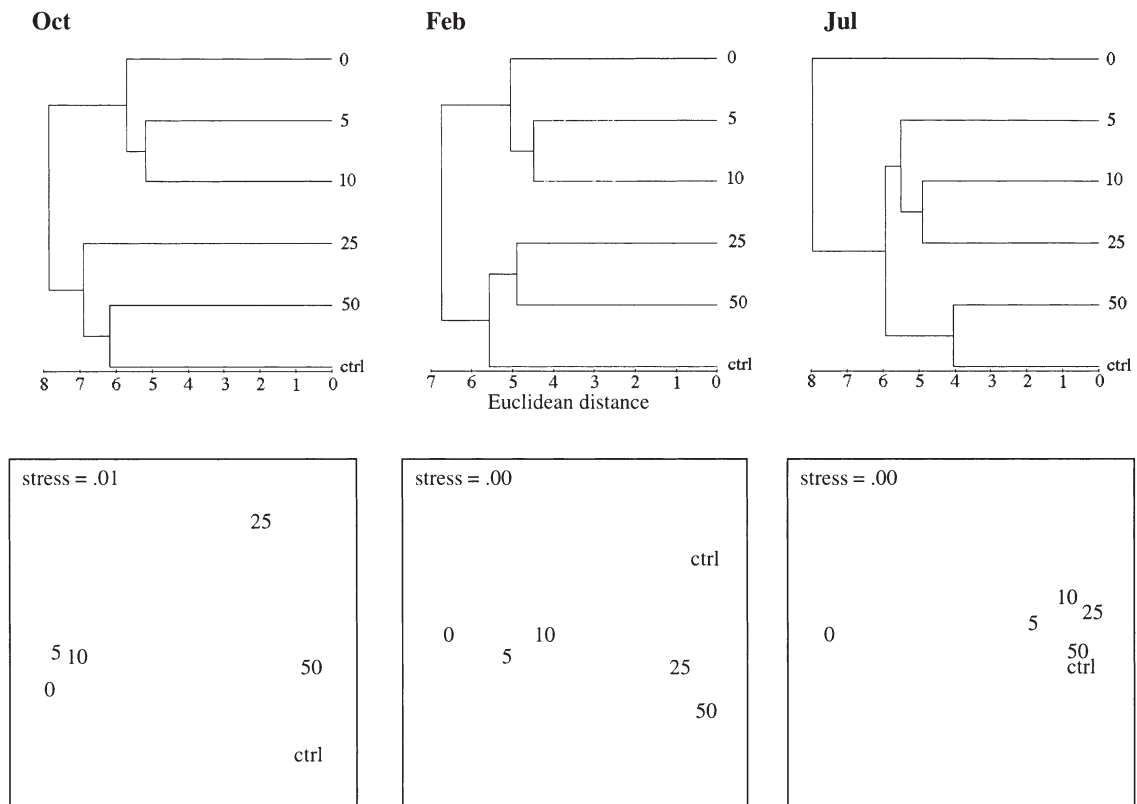 Oct Feb Jul
0 0 0
5 5 5
10 10 10
25 25 25
50 50 50
ctrl ctrl ctrl
8 7 6 5 4 3 2 1 0 7 6 5 4 3 2 1 0 8 7 6 5 4 3 2 1 0
Euclidean distance
stress = .01
25
5 10
0
50
ctrl
stress = .00
ctrl
0 10
5
25
50
stress = .00
10
25
5
0
50
ctrl